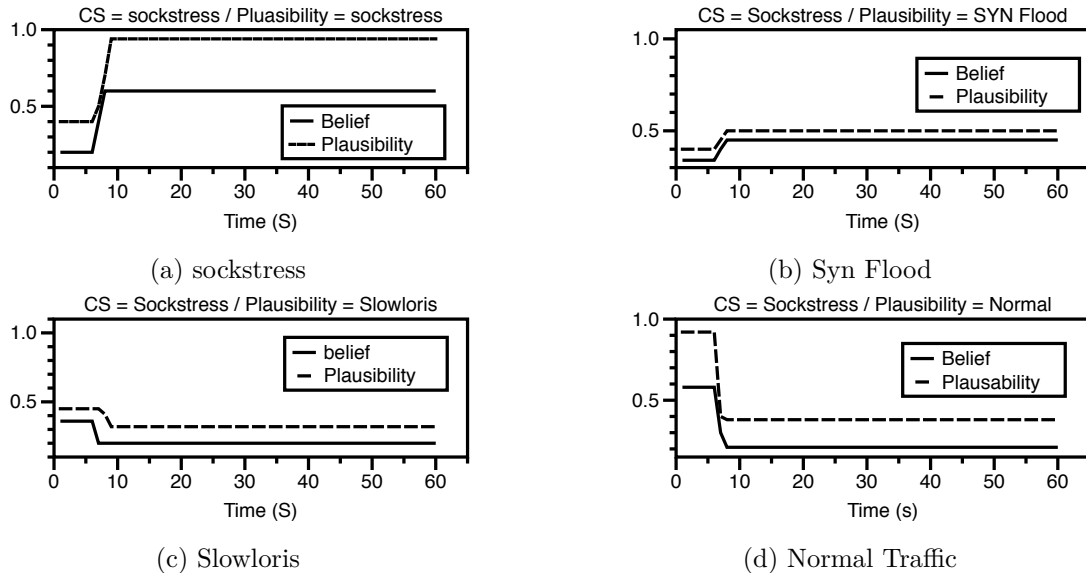 CS = sockstress / Pluasibility = sockstress
1.0
0.5
Belief
Plausibility
0 10 20 30 40 50 60
Time (S)
(a) sockstress
CS = Sockstress / Plausibility = SYN Flood
1.0
0.5
Belief
Plausibility
0 10 20 30 40 50 60
Time (S)
(b) Syn Flood
CS = Sockstress / Plausibility = Slowloris
1.0
0.5
belief
Plausibility
0 10 20 30 40 50 60
Time (S)
(c) Slowloris
CS = Sockstress / Plausibility = Normal
1.0
0.5
Belief
Plausability
0 10 20 30 40 50 60
Time (s)
(d) Normal Traffic